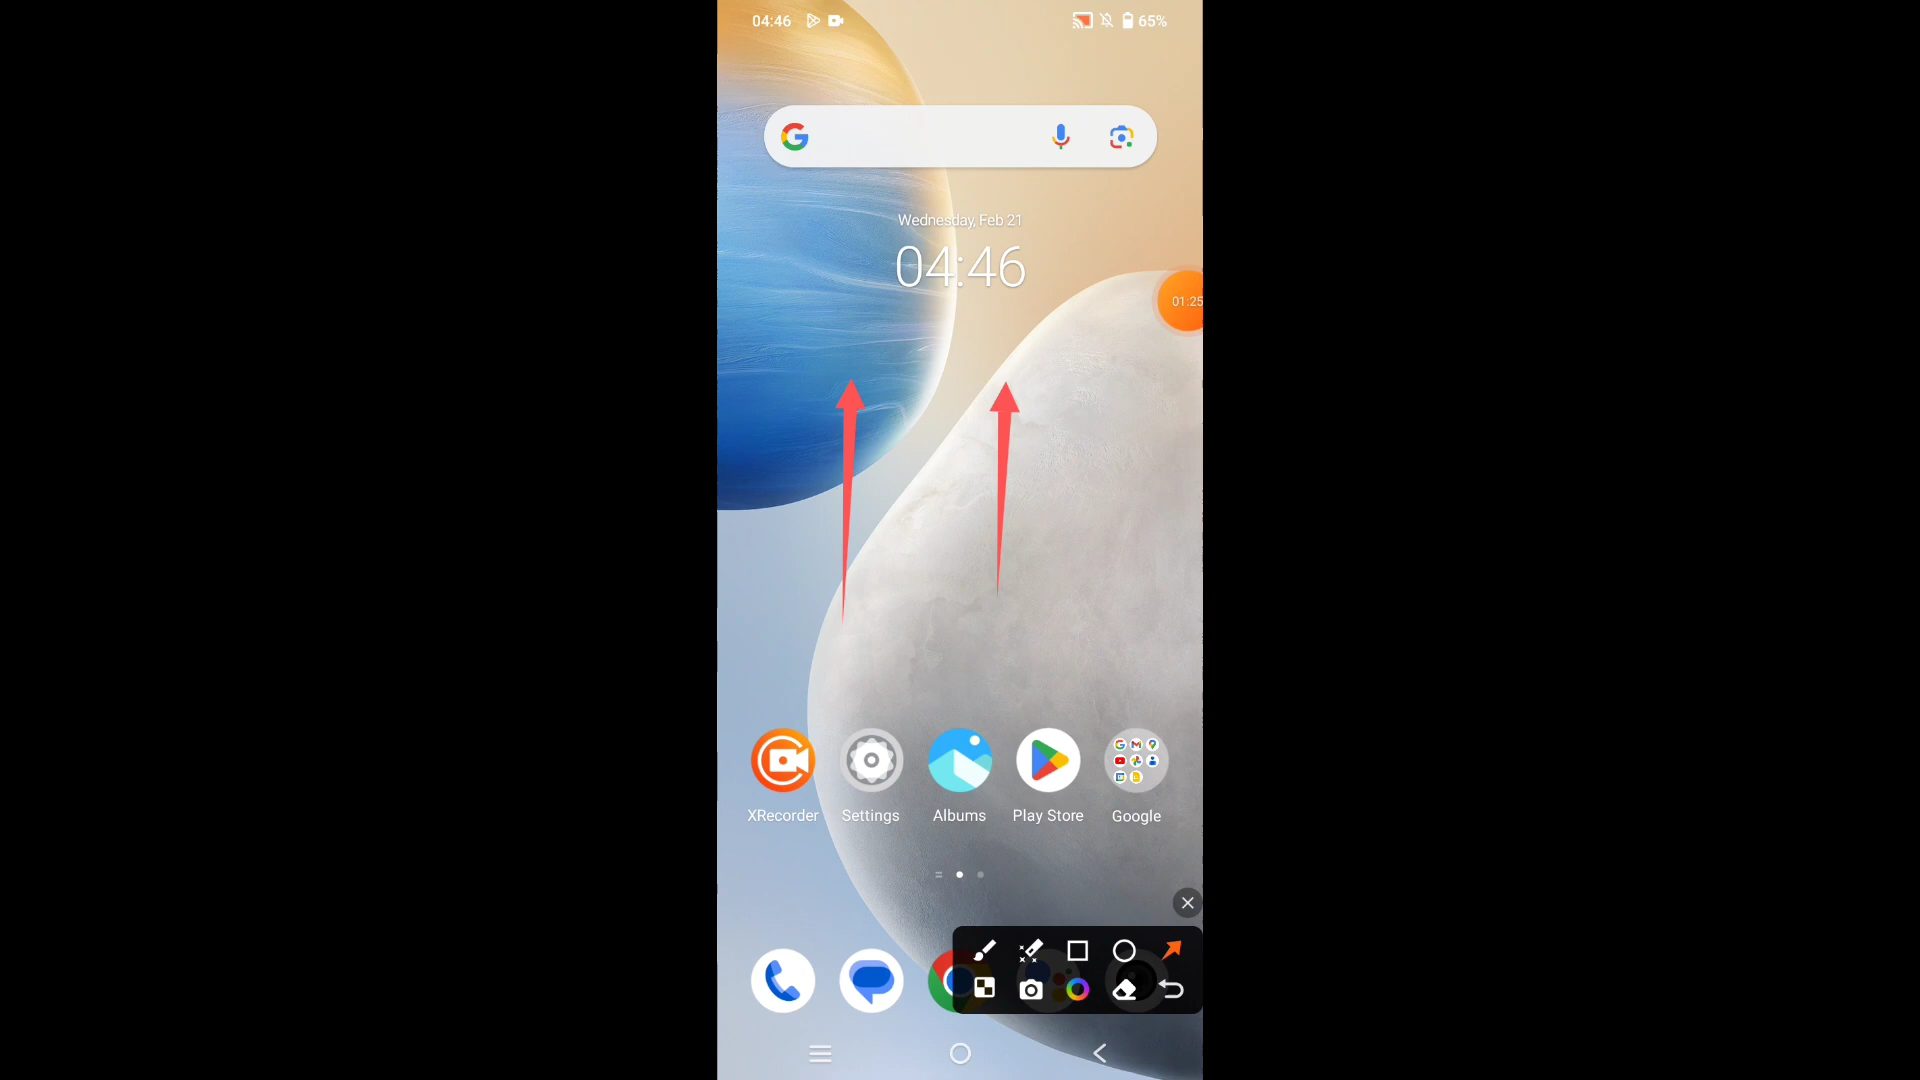 04:46
65%
Wednesday, Feb 21
04:46
01:25
XRecorder
Settings
Albums
Play Store
Google